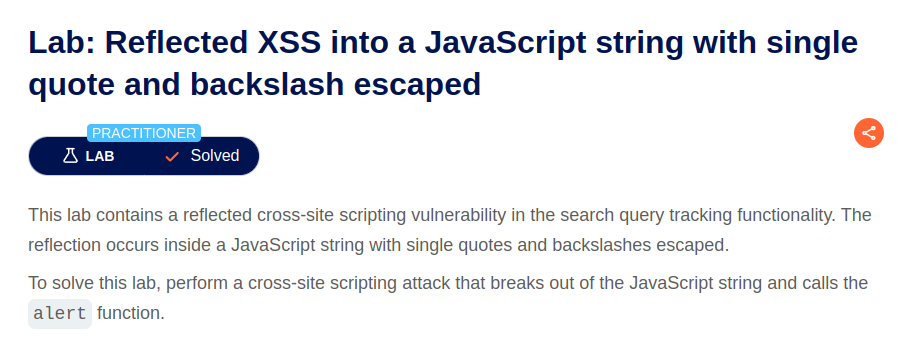 Lab: Reflected XSS into a JavaScript string with single
quote and backslash escaped
PRACTITIONER
LAB Solved
This lab contains a reflected cross-site scripting vulnerability in the search query tracking functionality. The
reflection occurs inside a JavaScript string with single quotes and backslashes escaped.
To solve this lab, perform a cross-site scripting attack that breaks out of the JavaScript string and calls the
alert function.